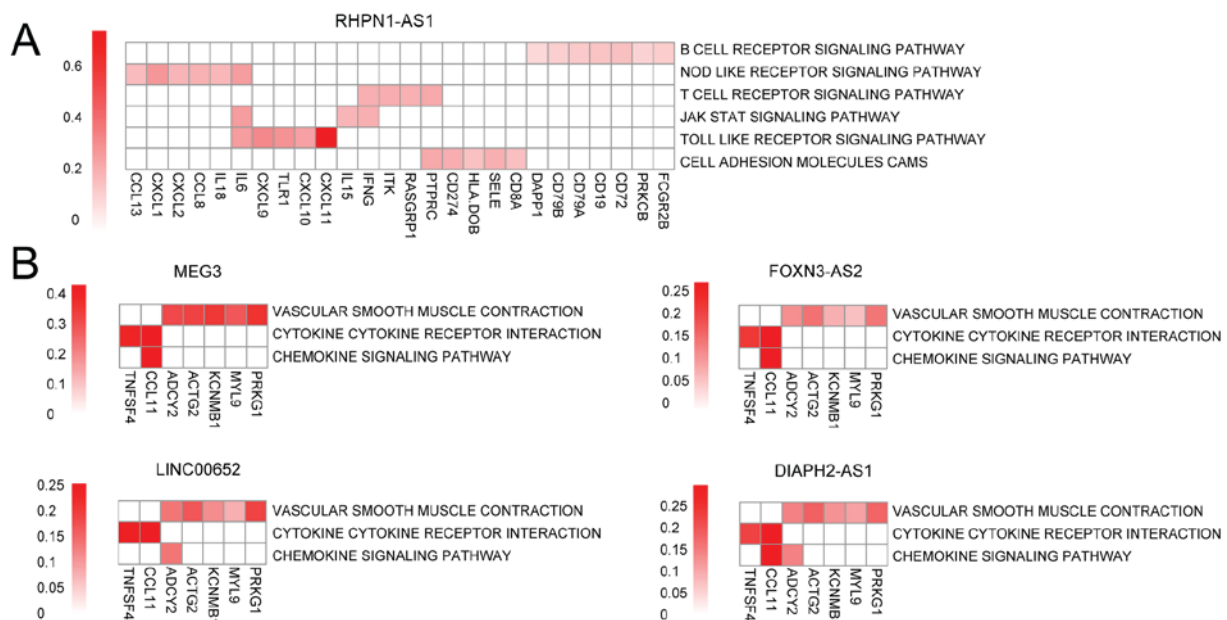 A
RHPN1-AS1
0.6
0.4
0.2
0
B CELL RECEPTOR SIGNALING PATHWAY
NOD LIKE RECEPTOR SIGNALING PATHWAY
T CELL RECEPTOR SIGNALING PATHWAY
JAK STAT SIGNALING PATHWAY
TOLL LIKE RECEPTOR SIGNALING PATHWAY
CELL ADHESION MOLECULES CAMS
CCL13
CXCL1
CXCL2
CCL8
IL18
IL6
CXCL9
TLR1
CXCL10
CXCL11
IL15
IFNG
ITK
RASGRP1
PTPRC
CD274
HLA.DOB
SELE
CD8A
DAPP1
CD79B
CD79A
CD19
CD72
PRKCB
FCGR2B
B
MEG3
0.4
0.3
0.2
0.1
0
VASCULAR SMOOTH MUSCLE CONTRACTION
CYTOKINE CYTOKINE RECEPTOR INTERACTION
CHEMOKINE SIGNALING PATHWAY
TNFSF4
CCL11
ADCY2
ACTG2
KCNMB1
MYL9
PRKG1
FOXN3-AS2
0.25
0.2
0.15
0.1
0.05
0
VASCULAR SMOOTH MUSCLE CONTRACTION
CYTOKINE CYTOKINE RECEPTOR INTERACTION
CHEMOKINE SIGNALING PATHWAY
TNFSF4
CCL11
ADCY2
ACTG2
KCNMB1
MYL9
PRKG1
LINC00652
0.25
0.2
0.15
0.1
0.05
0
VASCULAR SMOOTH MUSCLE CONTRACTION
CYTOKINE CYTOKINE RECEPTOR INTERACTION
CHEMOKINE SIGNALING PATHWAY
TNFSF4
CCL11
ADCY2
ACTG2
KCNMB1
MYL9
PRKG1
DIAPH2-AS1
0.25
0.2
0.15
0.1
0.05
0
VASCULAR SMOOTH MUSCLE CONTRACTION
CYTOKINE CYTOKINE RECEPTOR INTERACTION
CHEMOKINE SIGNALING PATHWAY
TNFSF4
CCL11
ADCY2
ACTG2
KCNMB
MYL9
PRKG1